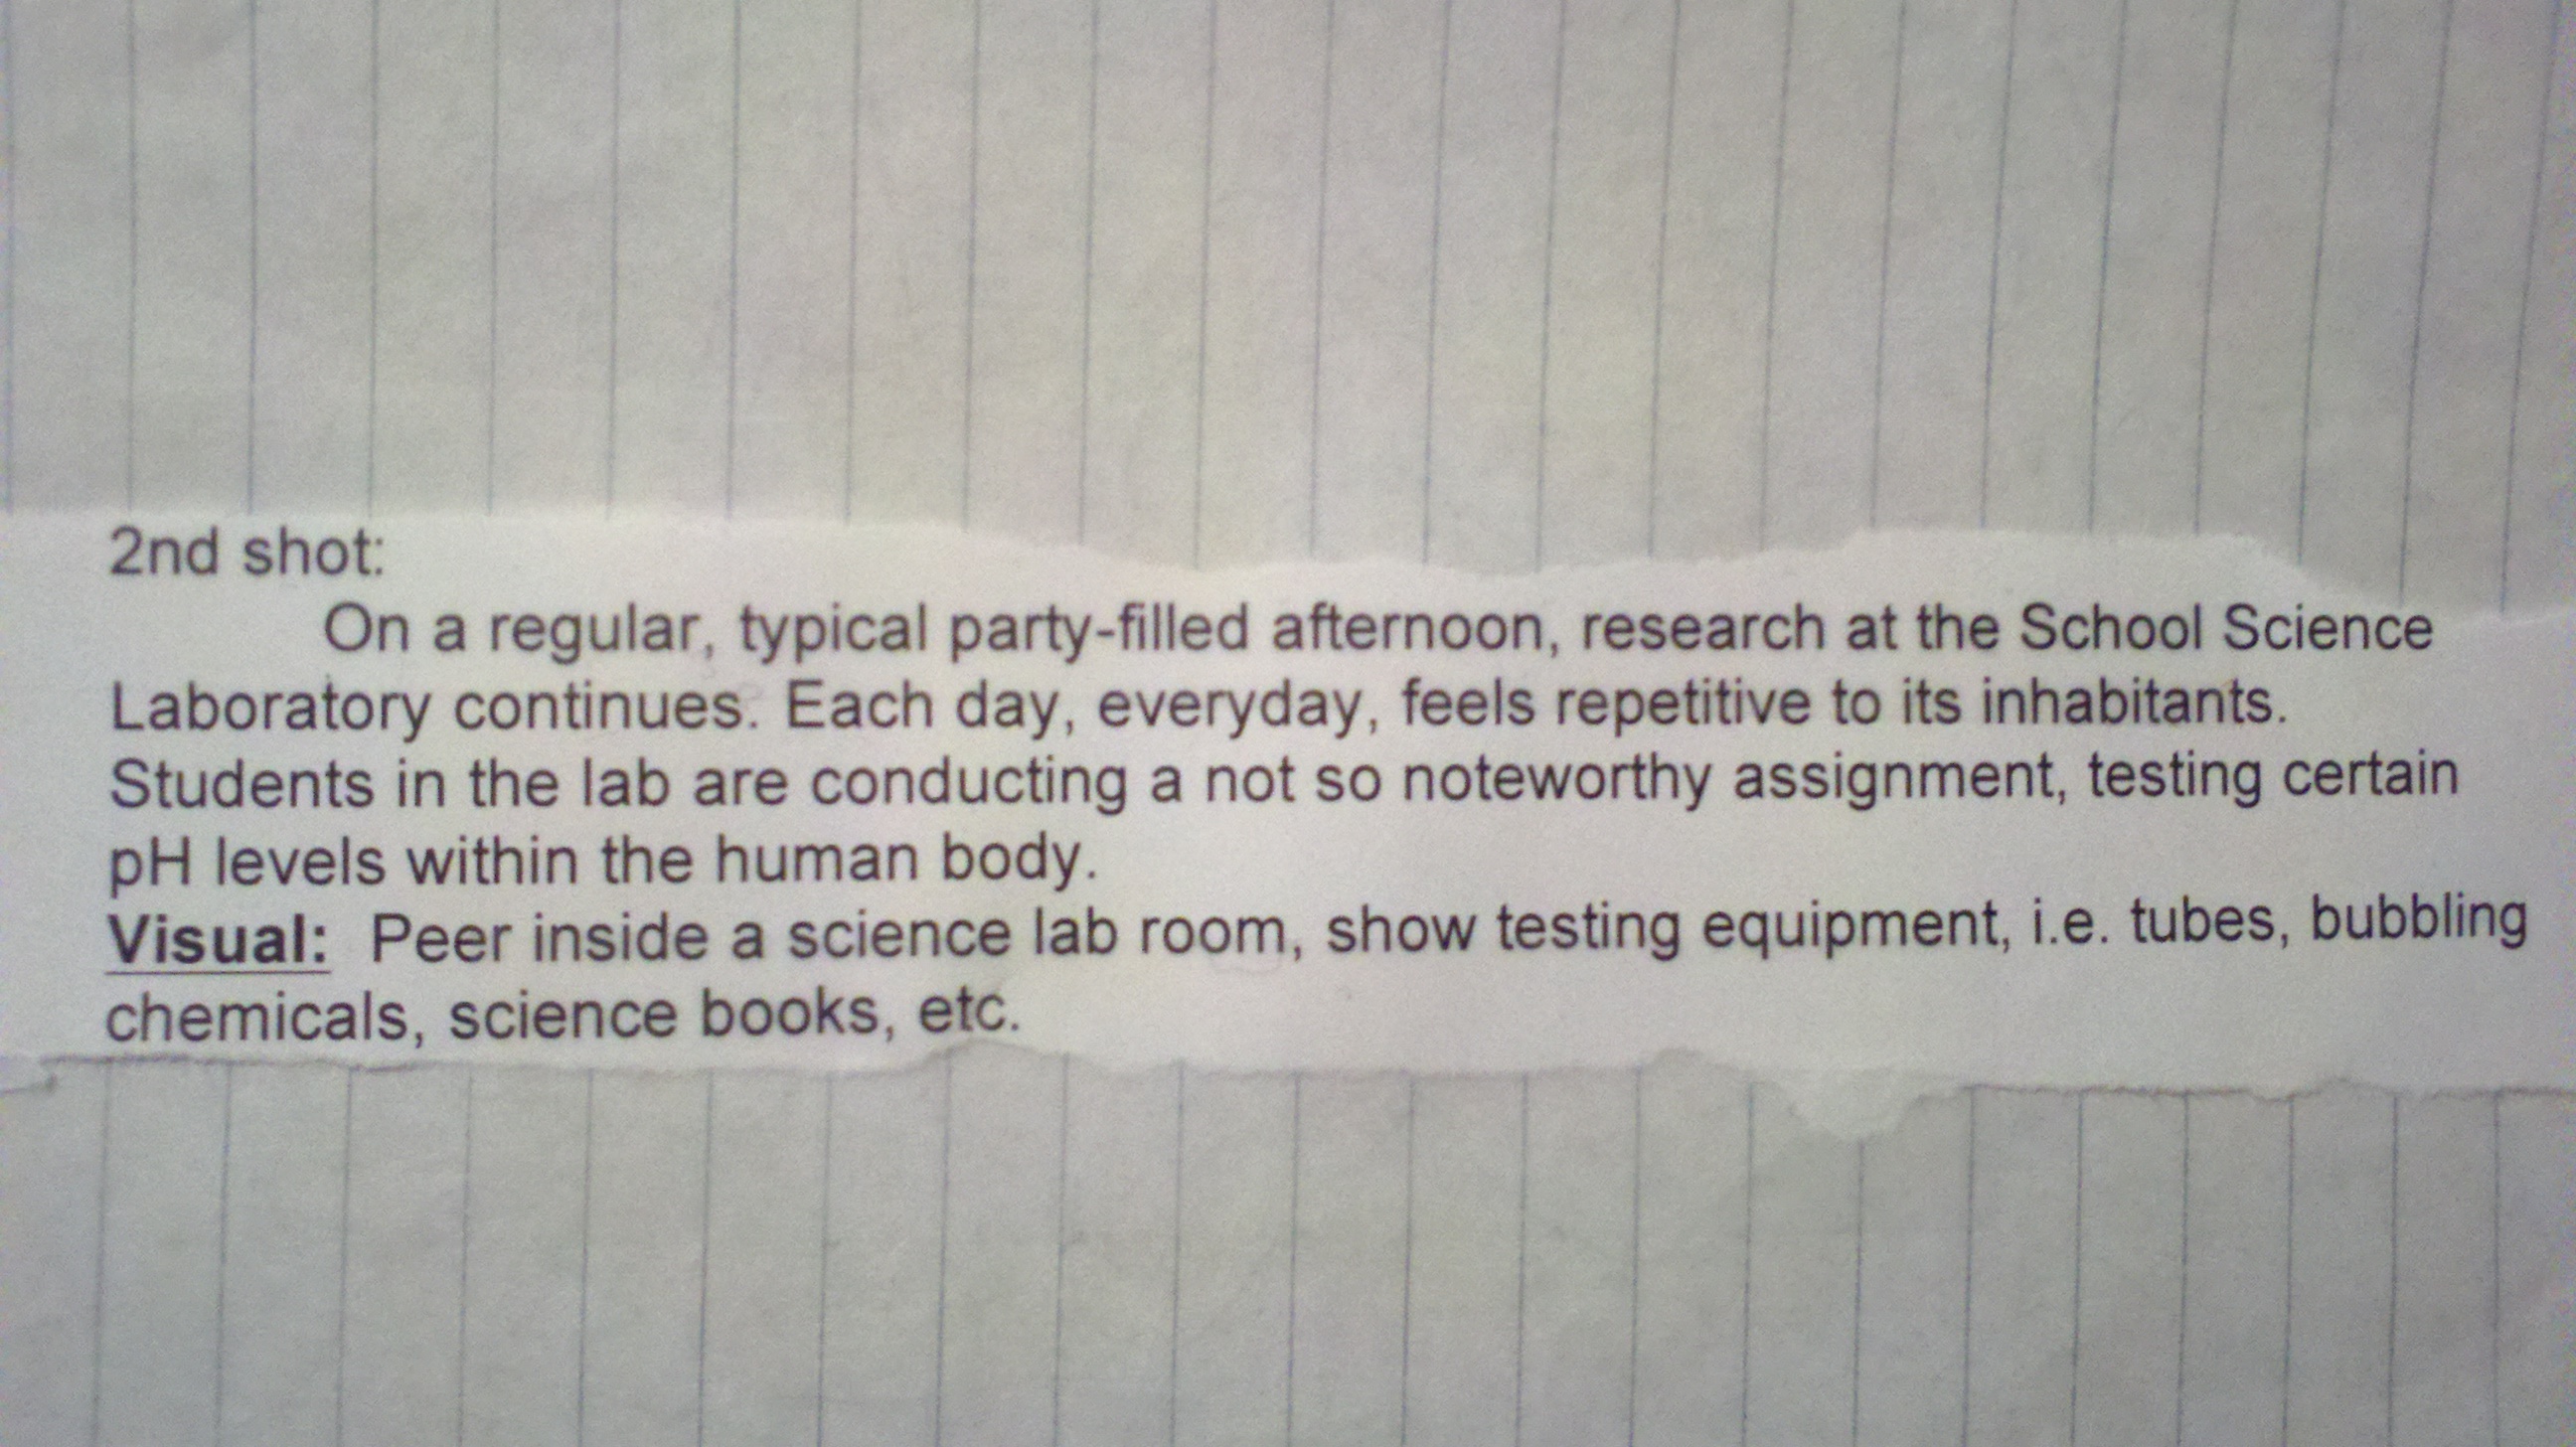 2nd shot:
On a regular, typical party-filled afternoon, research at the School Science
Laboratory continues. Each day, everyday, feels repetitive to its inhabitants.
Students in the lab are conducting a not so noteworthy assignment, testing certain
pH levels within the human body.
Visual:  Peer inside a science lab room, show testing equipment, i.e. tubes, bubbling
chemicals, science books, etc.